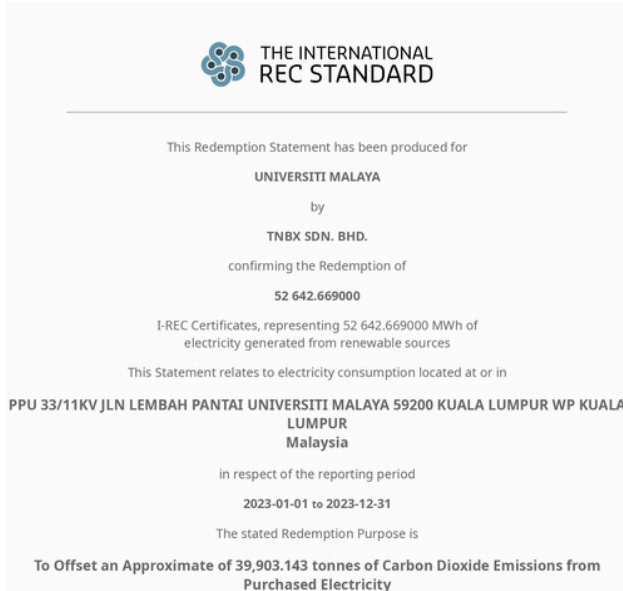 THE INTERNATIONAL
REC STANDARD
This Redemption Statement has been produced for
UNIVERSITI MALAYA
by
TNBX SDN. BHD.
confirming the Redemption of
52 642.669000
I-REC Certificates, representing 52 642.669000 MWh of
electricity generated from renewable sources
This Statement relates to electricity consumption located at or in
PPU 33/11KV JLN LEMBAH PANTAI UNIVERSITI MALAYA 59200 KUALA LUMPUR WP KUALA
LUMPUR
Malaysia
in respect of the reporting period
2023-01-01 to 2023-12-31
The stated Redemption Purpose is
To Offset an Approximate of 39,903.143 tonnes of Carbon Dioxide Emissions from
Purchased Electricity